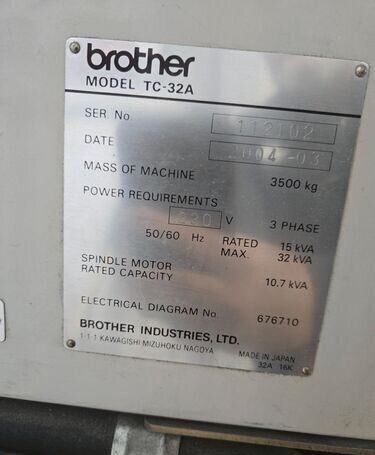 brother
MODEL TC-32A
SER. No. 112102
DATE 2004-03
MASS OF MACHINE 3500 kg
POWER REQUIREMENTS
V 3 PHASE
50/60 Hz RATED 15 kVA
MAX. 32 kVA
SPINDLE MOTOR
RATED CAPACITY 10.7 kVA
ELECTRICAL DIAGRAM No. 676710
BROTHER INDUSTRIES, LTD.
1-1-1 KAWAGISHI MIZUHOKU NAGOYA
MADE IN JAPAN
32A 16K